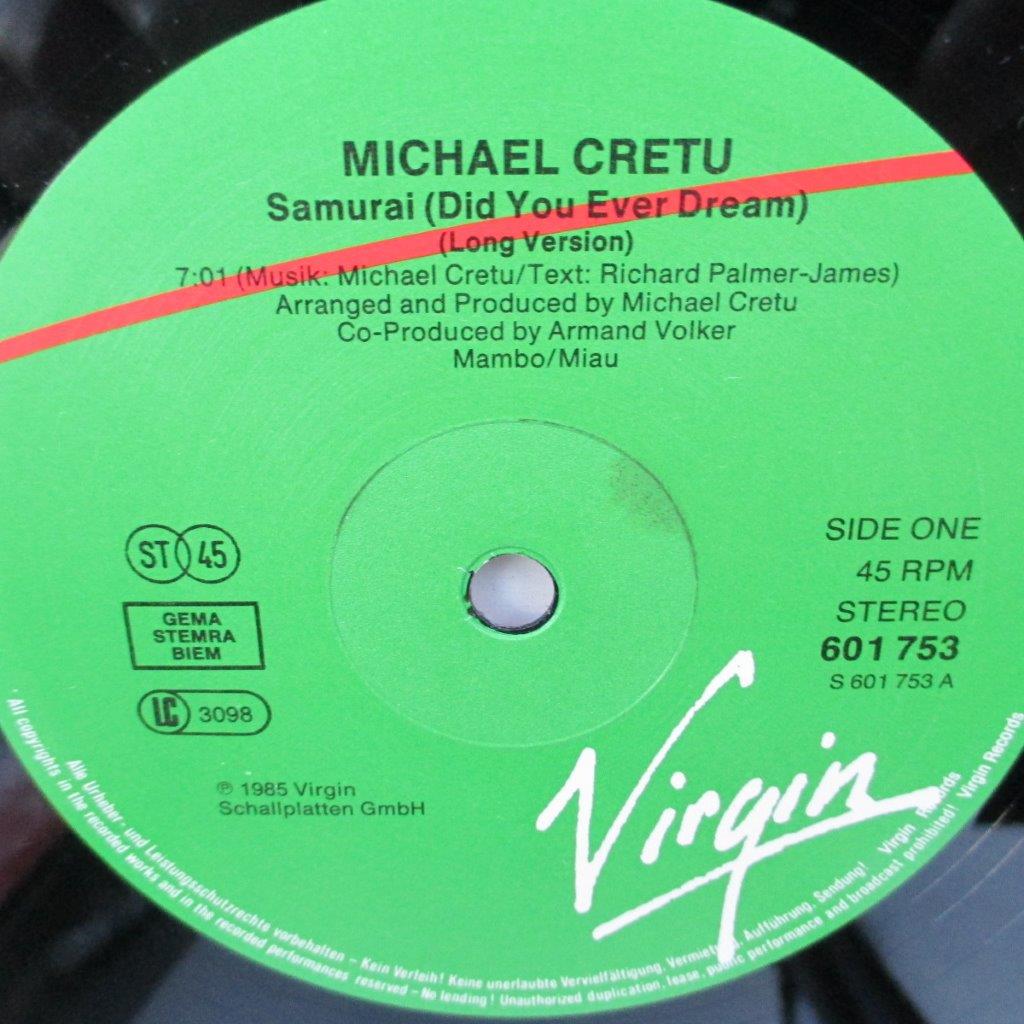 MICHAEL CRETU
Samurai (Did You Ever Dream)
(Long Version)
7:01 (Musik: Michael Cretu/Text: Richard Palmer-James)
Arranged and Produced by Michael Cretu
Co-Produced by Armand Volker
Mambo/Miau
ST 45
GEMA
STEMRA
BIEM
LC 3098
SIDE ONE
45 RPM
STEREO
601 753
S 601 753 A
℗ 1985 Virgin
Schallplatten GmbH
Virgin
Alle Urheber- und Leistungsschutzrechte vorbehalten – Kein Verleih! Keine unerlaubte Vervielfältigung, Vermietung, Aufführung, Sendung! Virgin Records
All copyrights in the recorded works and in the recorded performances reserved – No lending! Unauthorized duplication, lease, public performance and broadcast prohibited! Virgin Records